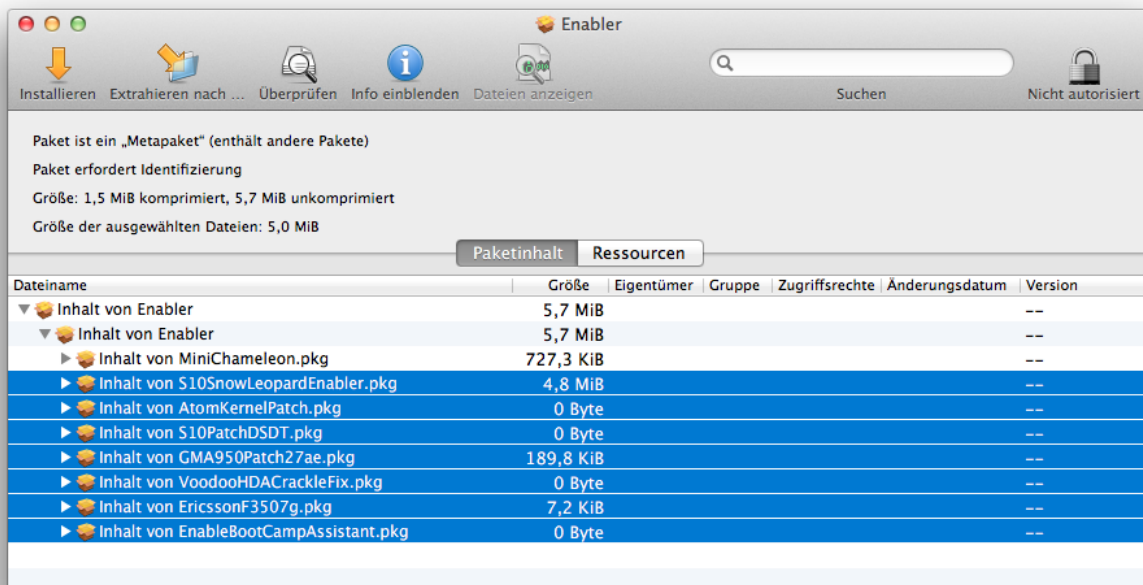 Enabler
Installieren Extrahieren nach ... Überprüfen Info einblenden Dateien anzeigen Suchen Nicht autorisiert
Paket ist ein „Metapaket“ (enthält andere Pakete)
Paket erfordert Identifizierung
Größe: 1,5 MiB komprimiert, 5,7 MiB unkomprimiert
Größe der ausgewählten Dateien: 5,0 MiB
Paketinhalt Ressourcen
Dateiname Größe Eigentümer Gruppe Zugriffsrechte Änderungsdatum Version
Inhalt von Enabler 5,7 MiB --
Inhalt von Enabler 5,7 MiB --
Inhalt von MiniChameleon.pkg 727,3 KiB --
Inhalt von S10SnowLeopardEnabler.pkg 4,8 MiB --
Inhalt von AtomKernelPatch.pkg 0 Byte --
Inhalt von S10PatchDSDT.pkg 0 Byte --
Inhalt von GMA950Patch27ae.pkg 189,8 KiB --
Inhalt von VoodooHDACrackleFix.pkg 0 Byte --
Inhalt von EricssonF3507g.pkg 7,2 KiB --
Inhalt von EnableBootCampAssistant.pkg 0 Byte --